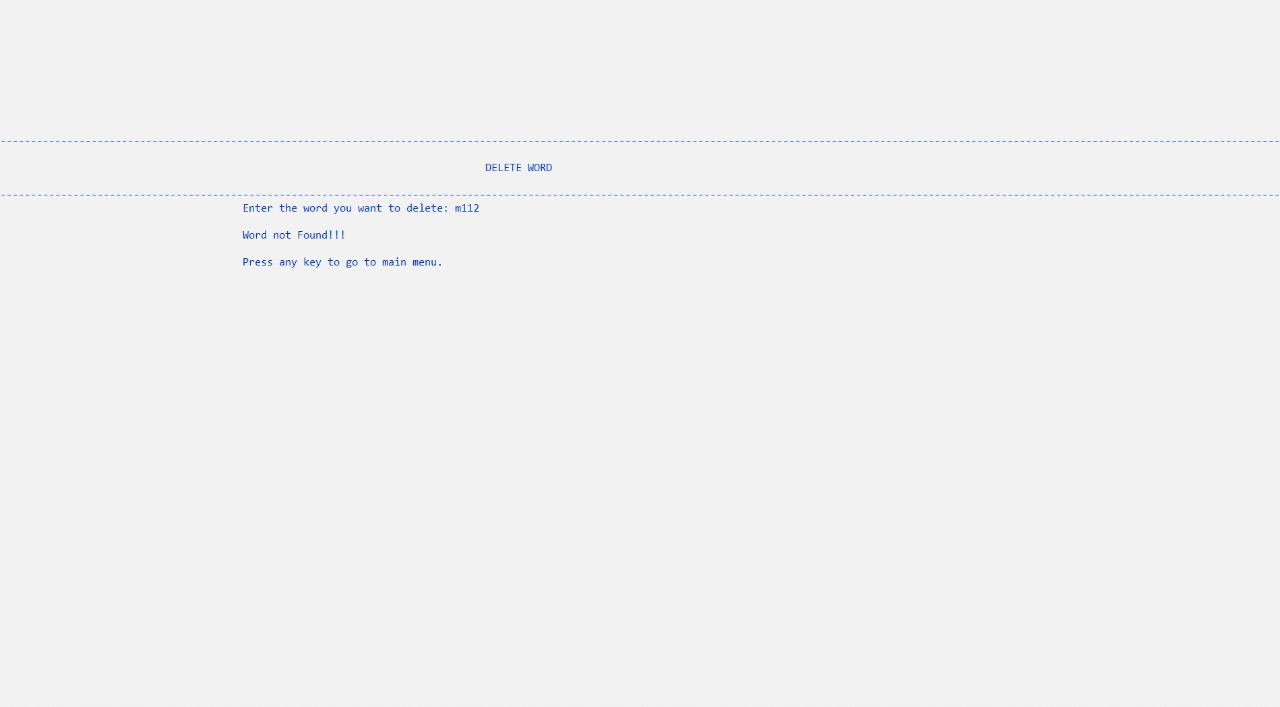 DELETE WORD
Enter the word you want to delete: m112
Word not Found!!!
Press any key to go to main menu.